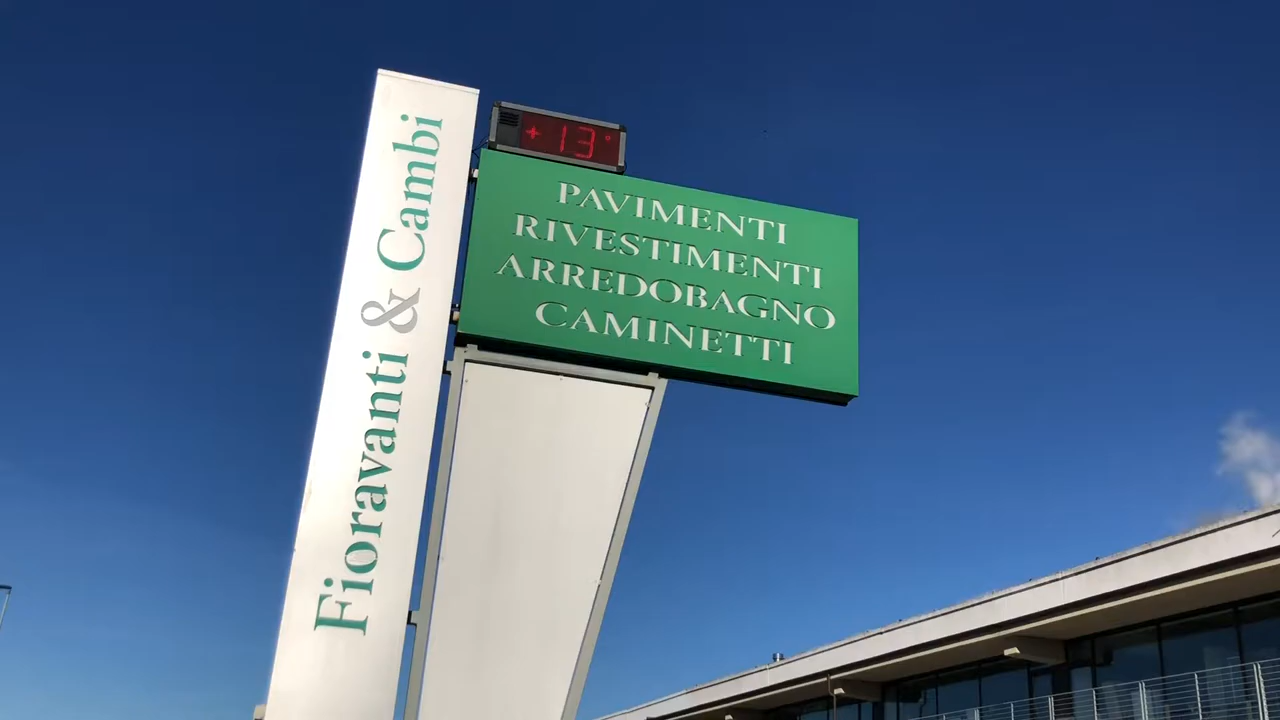 Fioravanti & Cambi
+13°
PAVIMENTI
RIVESTIMENTI
ARREDOBAGNO
CAMINETTI